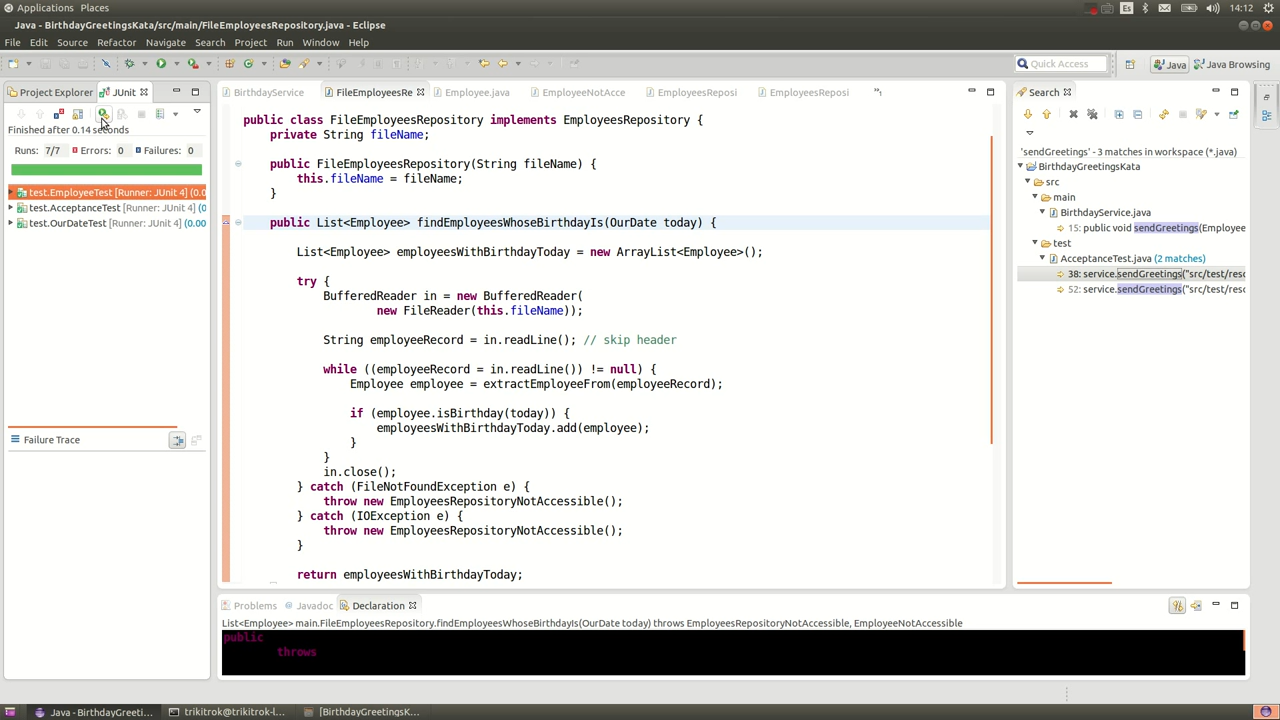 Applications Places
Es
14:12
Java - BirthdayGreetingsKata/src/main/FileEmployeesRepository.java - Eclipse
File Edit Source Refactor Navigate Search Project Run Window Help
Quick Access
Java
Java Browsing
Project Explorer
JUnit
Finished after 0.14 seconds
Runs: 7/7
Errors: 0
Failures: 0
test.EmployeeTest [Runner: JUnit 4] (0.0
test.AcceptanceTest [Runner: JUnit 4] (0
test.OurDateTest [Runner: JUnit 4] (0.00
Failure Trace
BirthdayService
FileEmployeesRe
Employee.java
EmployeeNotAcce
EmployeesReposi
EmployeesReposi
public class FileEmployeesRepository implements EmployeesRepository {
private String fileName;
public FileEmployeesRepository(String fileName) {
this.fileName = fileName;
}
public List<Employee> findEmployeesWhoseBirthdayIs(OurDate today) {
List<Employee> employeesWithBirthdayToday = new ArrayList<Employee>();
try {
BufferedReader in = new BufferedReader(
new FileReader(this.fileName));
String employeeRecord = in.readLine(); // skip header
while ((employeeRecord = in.readLine()) != null) {
Employee employee = extractEmployeeFrom(employeeRecord);
if (employee.isBirthday(today)) {
employeesWithBirthdayToday.add(employee);
}
}
in.close();
} catch (FileNotFoundException e) {
throw new EmployeesRepositoryNotAccessible();
} catch (IOException e) {
throw new EmployeesRepositoryNotAccessible();
}
return employeesWithBirthdayToday;
Search
'sendGreetings' - 3 matches in workspace (*.java)
BirthdayGreetingsKata
src
main
BirthdayService.java
15: public void sendGreetings(Employee
test
AcceptanceTest.java (2 matches)
38: service.sendGreetings("src/test/reso
52: service.sendGreetings("src/test/reso
Problems
Javadoc
Declaration
List<Employee> main.FileEmployeesRepository.findEmployeesWhoseBirthdayIs(OurDate today) throws EmployeesRepositoryNotAccessible, EmployeeNotAccessible
public
throws
Java - BirthdayGreeti...
trikitrok@trikitrok-l...
[BirthdayGreetingsK...